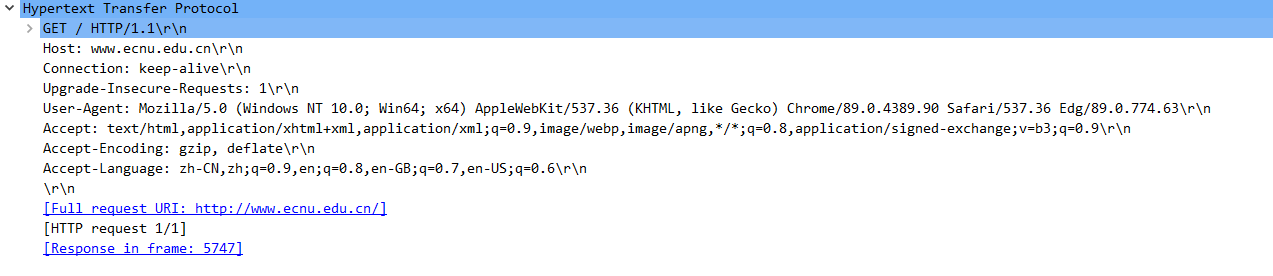 Hypertext Transfer Protocol
GET / HTTP/1.1\r\n
Host: www.ecnu.edu.cn\r\n
Connection: keep-alive\r\n
Upgrade-Insecure-Requests: 1\r\n
User-Agent: Mozilla/5.0 (Windows NT 10.0; Win64; x64) AppleWebKit/537.36 (KHTML, like Gecko) Chrome/89.0.4389.90 Safari/537.36 Edg/89.0.774.63\r\n
Accept: text/html,application/xhtml+xml,application/xml;q=0.9,image/webp,image/apng,*/*;q=0.8,application/signed-exchange;v=b3;q=0.9\r\n
Accept-Encoding: gzip, deflate\r\n
Accept-Language: zh-CN,zh;q=0.9,en;q=0.8,en-GB;q=0.7,en-US;q=0.6\r\n
\r\n
[Full request URI: http://www.ecnu.edu.cn/]
[HTTP request 1/1]
[Response in frame: 5747]